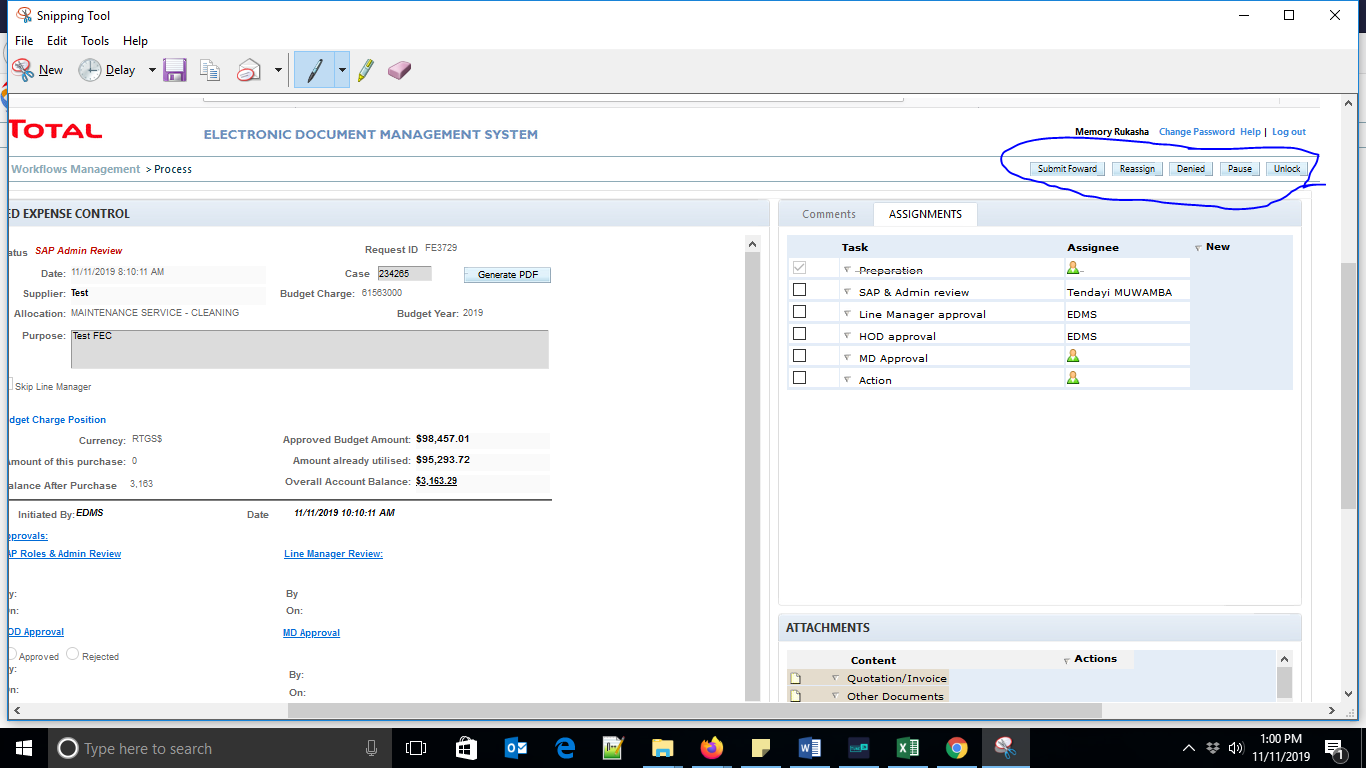 Snipping Tool
File Edit Tools Help
New Delay
TOTAL
ELECTRONIC DOCUMENT MANAGEMENT SYSTEM
Memory Rukasha Change Password Help | Log out
Workflows Management > Process
Submit Foward Reassign Denied Pause Unlock
ED EXPENSE CONTROL
atus SAP Admin Review
Request ID FE3729
Date: 11/11/2019 8:10:11 AM
Case 234265
Generate PDF
Supplier: Test
Budget Charge: 61563000
Allocation: MAINTENANCE SERVICE - CLEANING
Budget Year: 2019
Purpose: Test FEC
Skip Line Manager
dget Charge Position
Currency: RTGS$
Approved Budget Amount: $98,457.01
mount of this purchase: 0
Amount already utilised: $95,293.72
alance After Purchase 3,163
Overall Account Balance: $3,163.29
Initiated By: EDMS
Date 11/11/2019 10:10:11 AM
pprovals:
AP Roles & Admin Review
Line Manager Review:
y:
By
n:
On:
OD Approval
MD Approval
Approved Rejected
y:
By:
n:
On:
Comments ASSIGNMENTS
Task Assignee New
Preparation
SAP & Admin review Tendayi MUWAMBA
Line Manager approval EDMS
HOD approval EDMS
MD Approval
Action
ATTACHMENTS
Content Actions
Quotation/Invoice
Other Documents
Type here to search
1:00 PM
11/11/2019
1